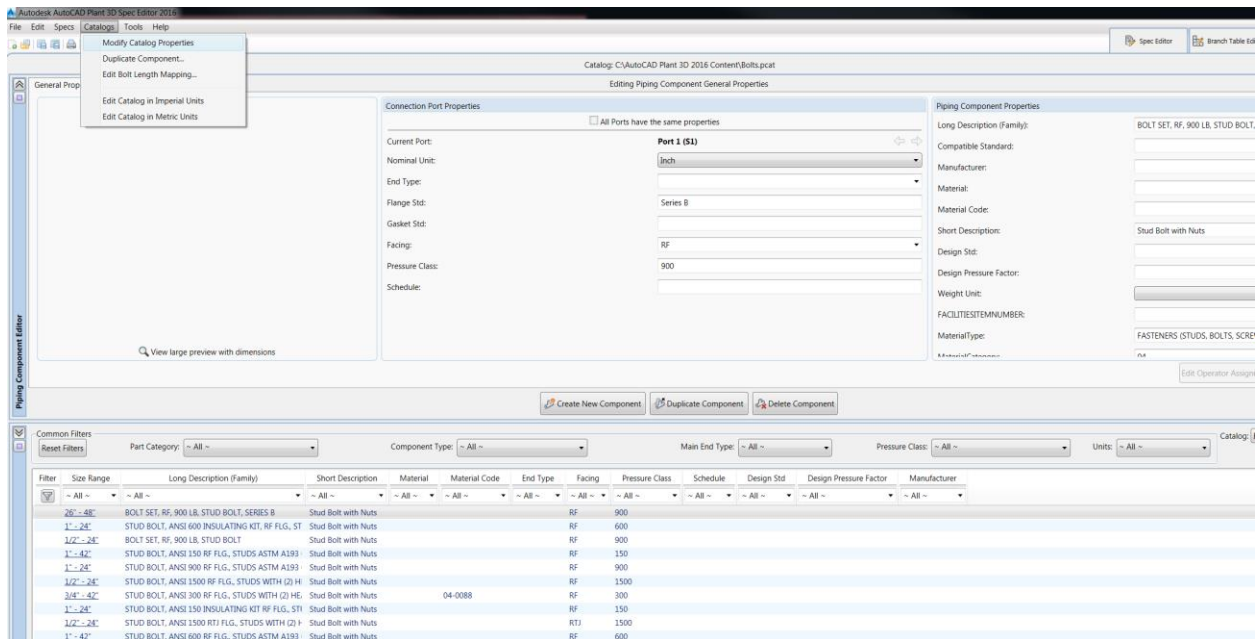 Autodesk AutoCAD Plant 3D Spec Editor 2016
File Edit Specs Catalogs Tools Help
Modify Catalog Properties
Duplicate Component...
Edit Bolt Length Mapping...
Edit Catalog in Imperial Units
Edit Catalog in Metric Units
Spec Editor
Branch Table Edi
Catalog: C:\AutoCAD Plant 3D 2016 Content\Bolts.pcat
General Prop
Editing Piping Component General Properties
Piping Component Editor
View large preview with dimensions
Connection Port Properties
All Ports have the same properties
Current Port: Port 1 (S1)
Nominal Unit: Inch
End Type:
Flange Std: Series B
Gasket Std:
Facing: RF
Pressure Class: 900
Schedule:
Piping Component Properties
Long Description (Family): BOLT SET, RF, 900 LB, STUD BOLT,
Compatible Standard:
Manufacturer:
Material:
Material Code:
Short Description: Stud Bolt with Nuts
Design Std:
Design Pressure Factor:
Weight Unit:
FACILITIESITEMNUMBER:
MaterialType: FASTENERS (STUDS, BOLTS, SCRE
MaterialCategory: 04
Edit Operator Assign
Create New Component Duplicate Component Delete Component
Common Filters
Reset Filters Part Category: ~ All ~ Component Type: ~ All ~ Main End Type: ~ All ~ Pressure Class: ~ All ~ Units: ~ All ~ Catalog:
Filter Size Range Long Description (Family) Short Description Material Material Code End Type Facing Pressure Class Schedule Design Std Design Pressure Factor Manufacturer
~ All ~ ~ All ~ ~ All ~ ~ All ~ ~ All ~ ~ All ~ ~ All ~ ~ All ~ ~ All ~ ~ All ~ ~ All ~ ~ All ~
26" - 48" BOLT SET, RF, 900 LB, STUD BOLT, SERIES B Stud Bolt with Nuts RF 900
1" - 24" STUD BOLT, ANSI 600 INSULATING KIT, RF FLG., ST Stud Bolt with Nuts RF 600
1/2" - 24" BOLT SET, RF, 900 LB, STUD BOLT Stud Bolt with Nuts RF 900
1" - 42" STUD BOLT, ANSI 150 RF FLG., STUDS ASTM A193 Stud Bolt with Nuts RF 150
1" - 24" STUD BOLT, ANSI 900 RF FLG., STUDS ASTM A193 Stud Bolt with Nuts RF 900
1/2" - 24" STUD BOLT, ANSI 1500 RF FLG., STUDS WITH (2) H Stud Bolt with Nuts RF 1500
3/4" - 42" STUD BOLT, ANSI 300 RF FLG., STUDS WITH (2) HE Stud Bolt with Nuts 04-0088 RF 300
1" - 24" STUD BOLT, ANSI 150 INSULATING KIT RF FLG., STU Stud Bolt with Nuts RF 150
1/2" - 24" STUD BOLT, ANSI 1500 RTJ FLG., STUDS WITH (2) H Stud Bolt with Nuts RTJ 1500
1" - 42" STUD BOLT, ANSI 600 RF FLG., STUDS ASTM A193 Stud Bolt with Nuts RF 600